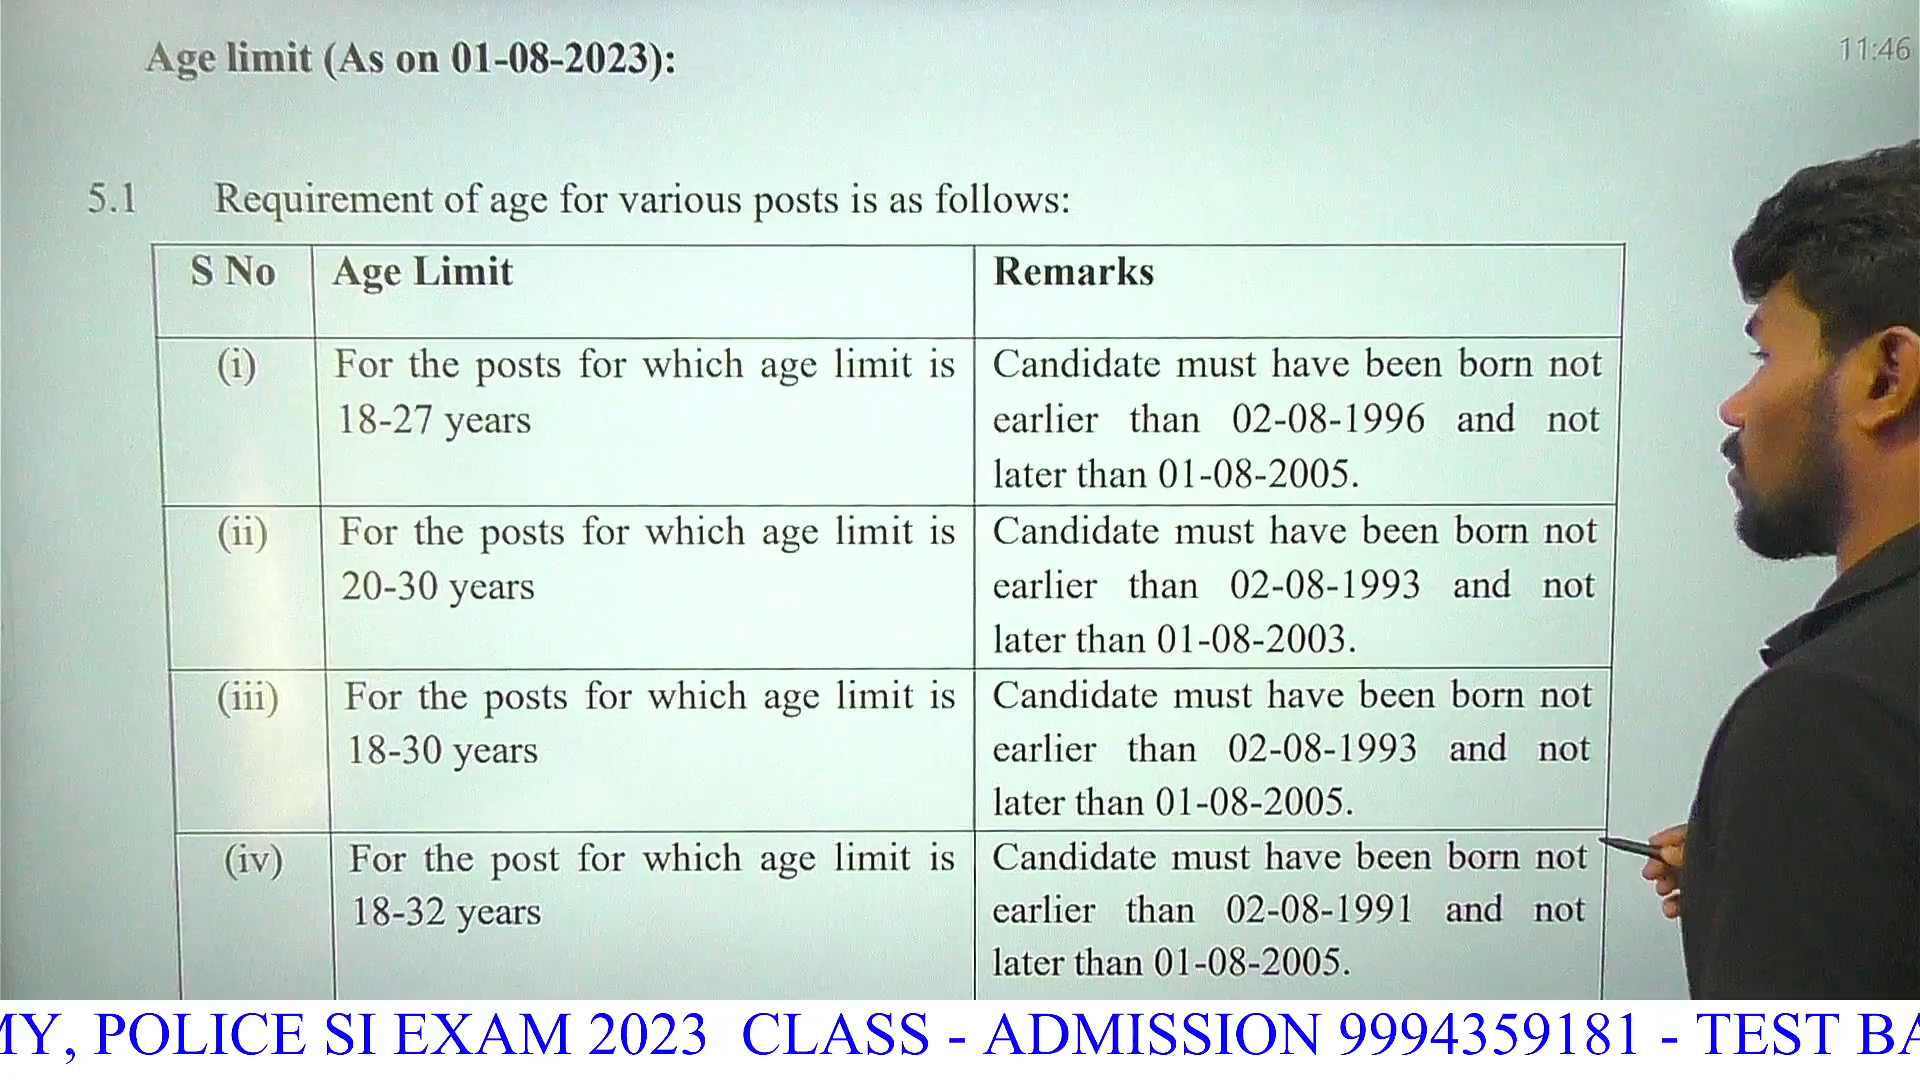 Age limit (As on 01-08-2023):
11:46
5.1 Requirement of age for various posts is as follows:
S No Age Limit Remarks
(i) For the posts for which age limit is
18-27 years
Candidate must have been born not
earlier than 02-08-1996 and not
later than 01-08-2005.
(ii) For the posts for which age limit is
20-30 years
Candidate must have been born not
earlier than 02-08-1993 and not
later than 01-08-2003.
(iii) For the posts for which age limit is
18-30 years
Candidate must have been born not
earlier than 02-08-1993 and not
later than 01-08-2005.
(iv) For the post for which age limit is
18-32 years
Candidate must have been born not
earlier than 02-08-1991 and not
later than 01-08-2005.
MY, POLICE SI EXAM 2023 CLASS - ADMISSION 9994359181 - TEST BA